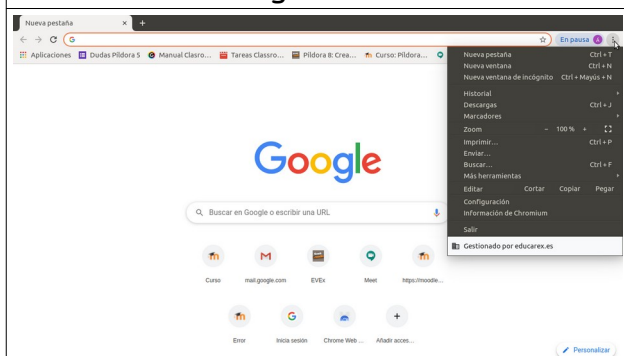 Nueva pestaña
En pausa
Aplicaciones Dudas Píldora 5 Manual Clasro... Tareas Classro... Píldora 8: Crea... Curso: Píldora...
Nueva pestaña Ctrl+T
Nueva ventana Ctrl+N
Nueva ventana de incógnito Ctrl+Mayús+N
Historial
Descargas Ctrl+J
Marcadores
Zoom - 100 % +
Imprimir... Ctrl+P
Enviar...
Buscar... Ctrl+F
Más herramientas
Editar Cortar Copiar Pegar
Configuración
Información de Chromium
Salir
Gestionado por educarex.es
Google
Buscar en Google o escribir una URL
Curso mail.google.com EVEx Meet https://moodle...
Error Inicia sesión Chrome Web ... Añadir acces...
Personalizar